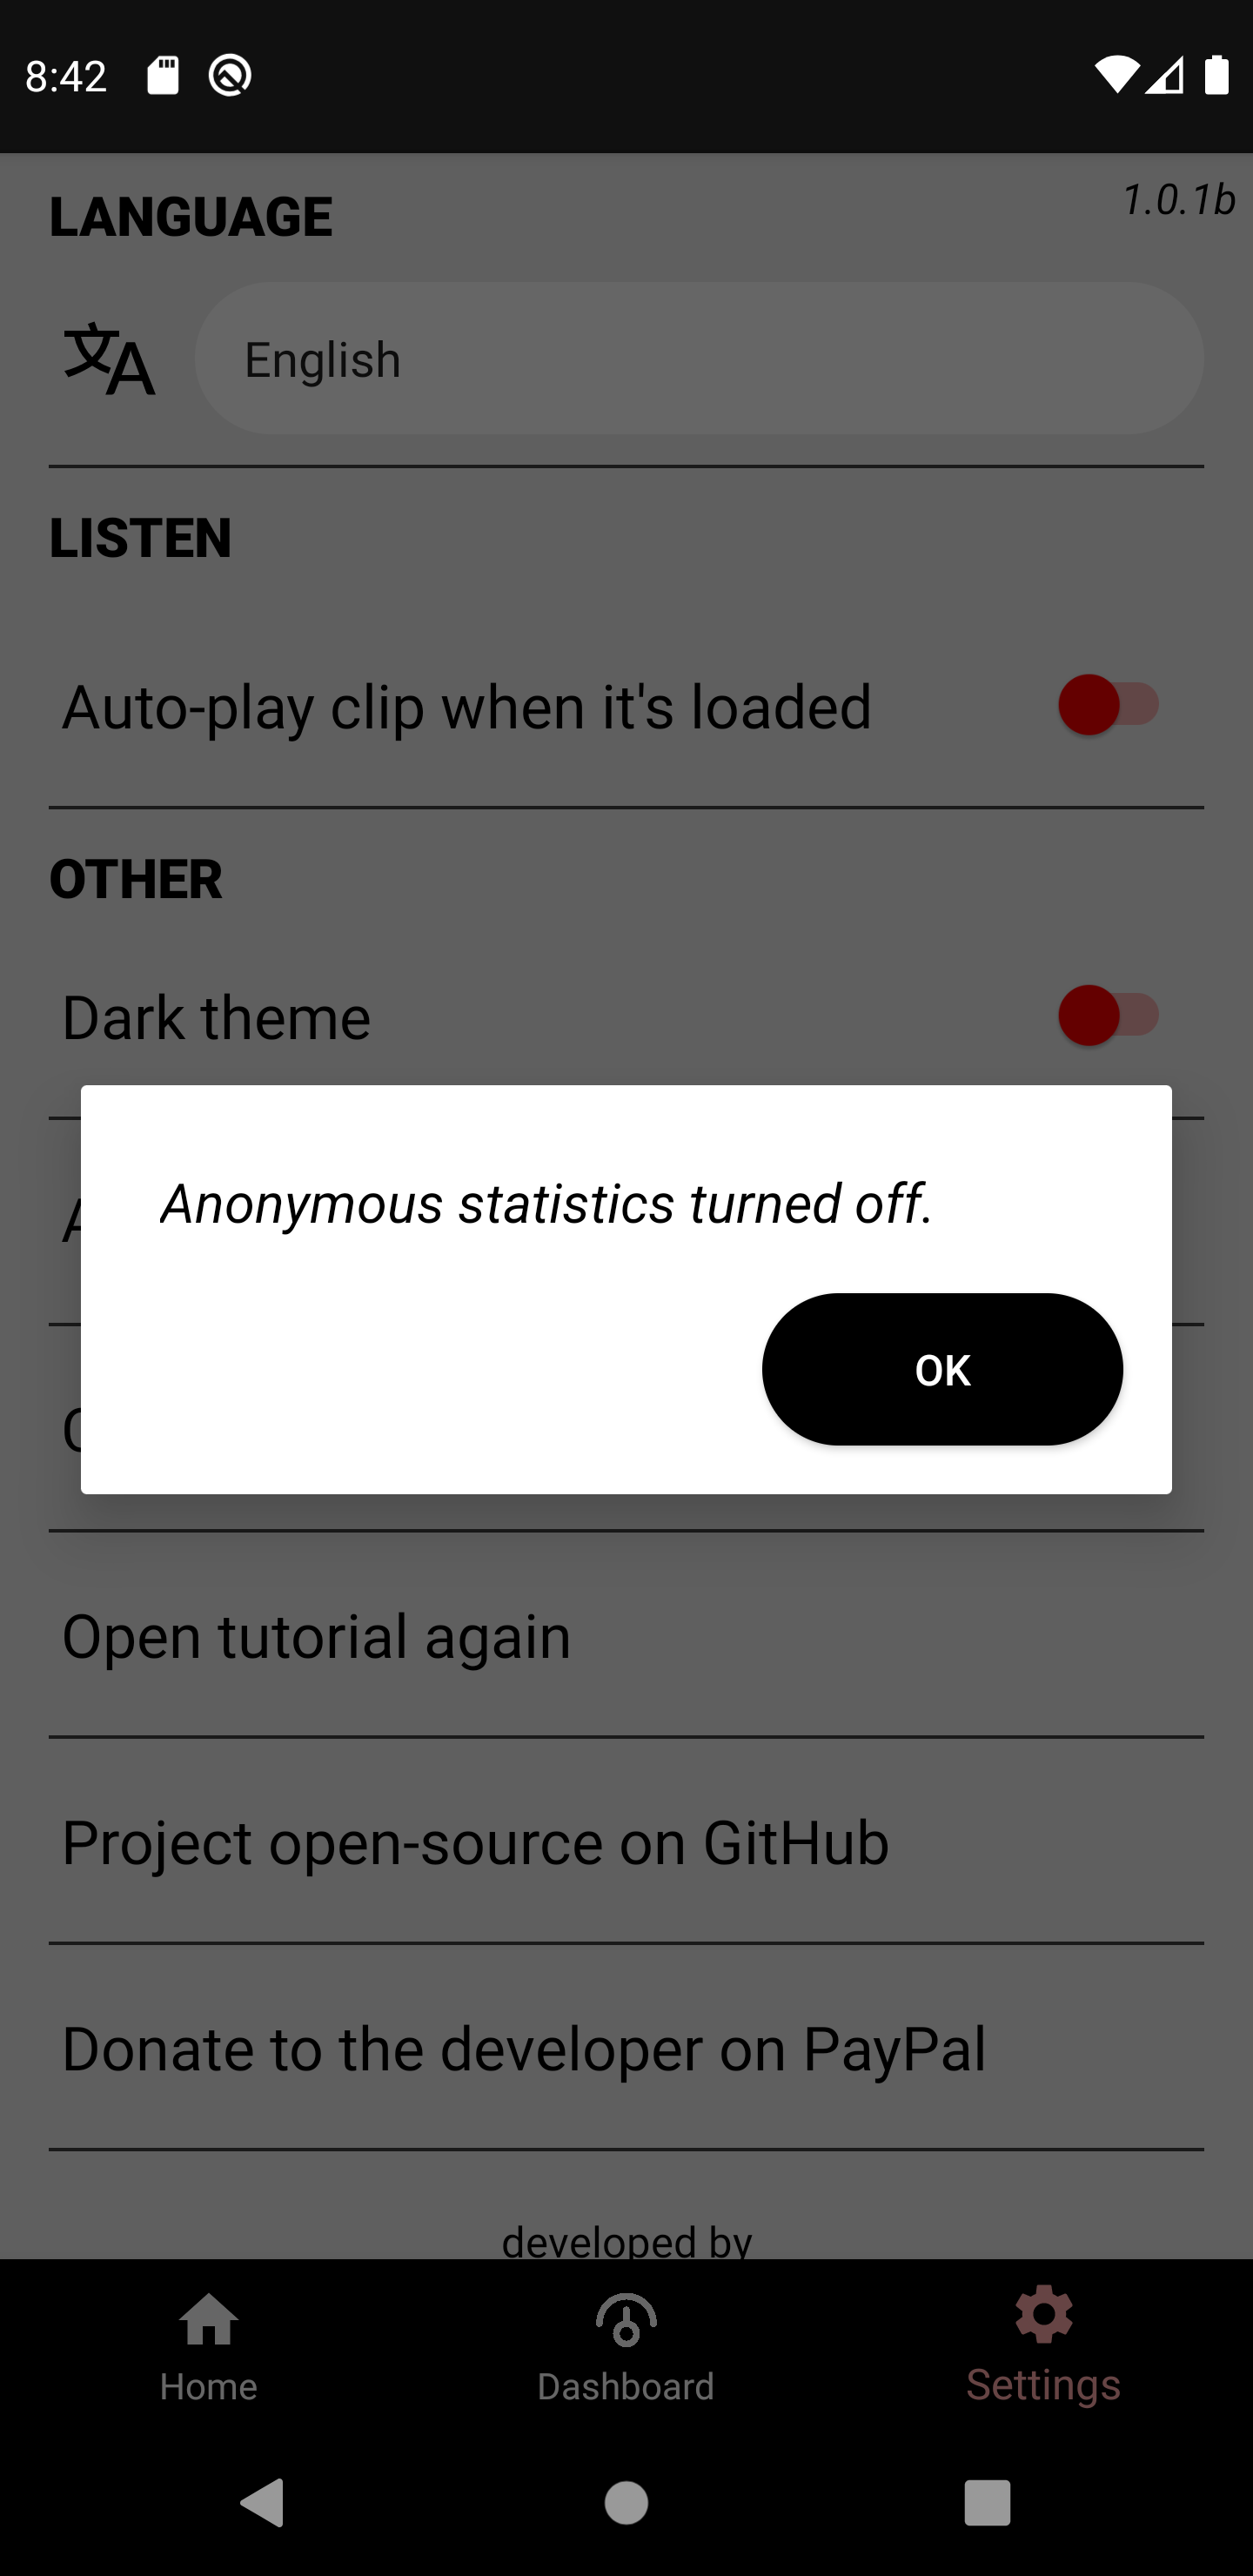 8:42
LANGUAGE
1.0.1b
English
LISTEN
Auto-play clip when it's loaded
OTHER
Dark theme
Anonymous statistics turned off.
OK
Open tutorial again
Project open-source on GitHub
Donate to the developer on PayPal
developed by
Home
Dashboard
Settings